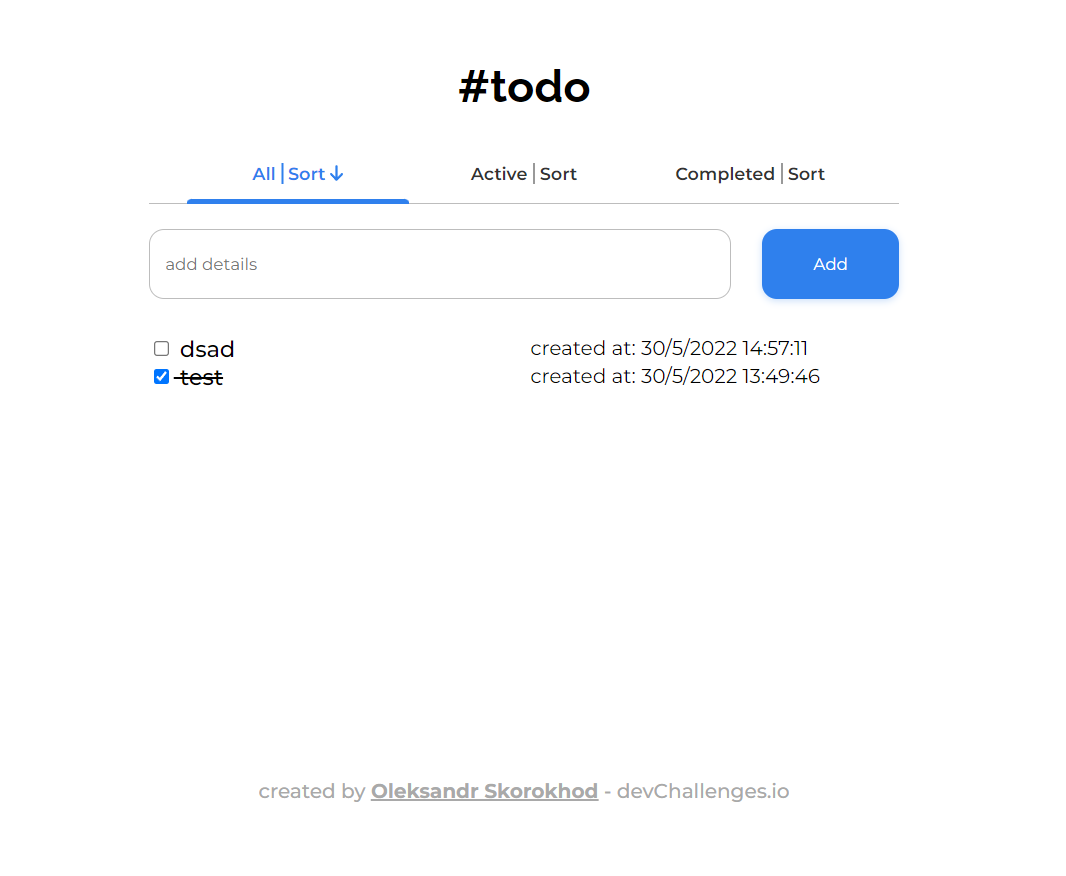 #todo
All | Sort ↓ Active | Sort Completed | Sort
add details Add
dsad created at: 30/5/2022 14:57:11
test created at: 30/5/2022 13:49:46
created by Oleksandr Skorokhod - devChallenges.io